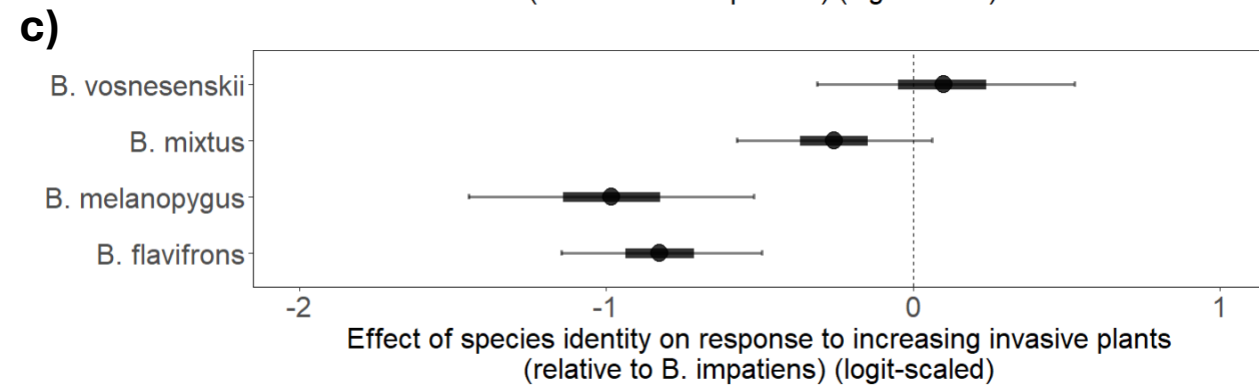 c)
B. vosnesenskii
B. mixtus
B. melanopygus
B. flavifrons
-2 -1 0 1
Effect of species identity on response to increasing invasive plants
(relative to B. impatiens) (logit-scaled)